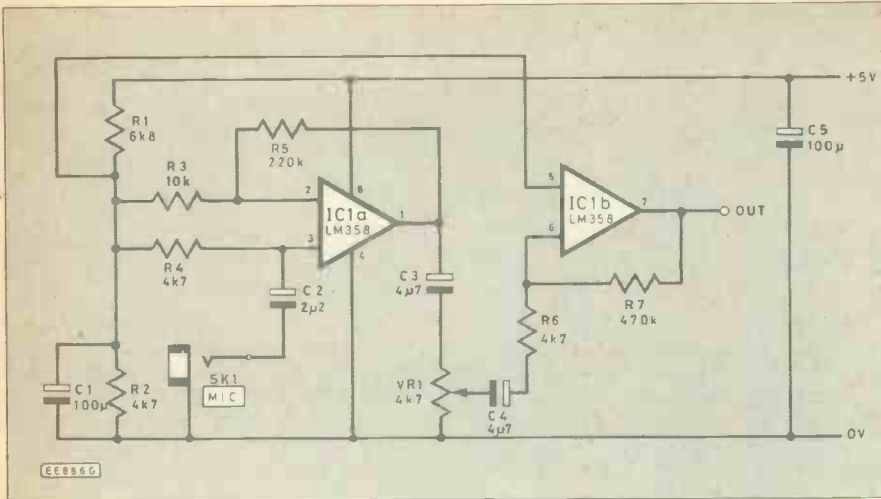 +5V
R1
6k8
R5
220k
C5
100µ
R3
10k
2
8
IC1a
LM358
1
5
IC1b
LM358
7
OUT
3
4
6
R4
4k7
C2
2µ2
C3
4µ7
R7
470k
R6
4k7
SK1
MIC
C1
100µ
R2
4k7
VR1
4k7
C4
4µ7
0V
EE886G